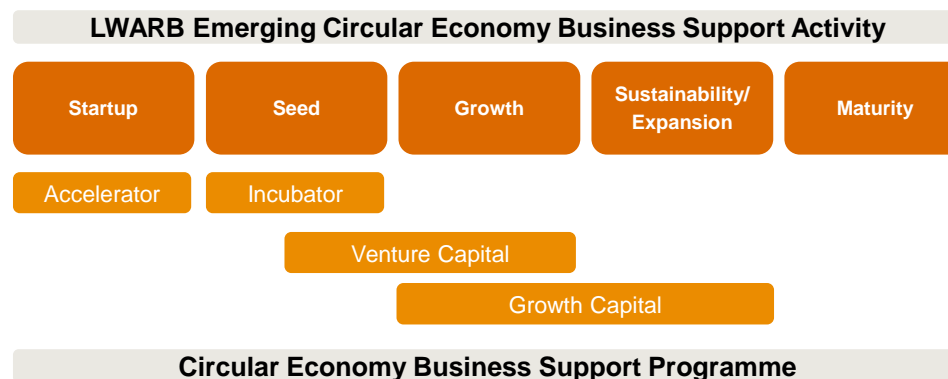 LWARB Emerging Circular Economy Business Support Activity
Startup
Seed
Growth
Sustainability/
Expansion
Maturity
Accelerator
Incubator
Venture Capital
Growth Capital
Circular Economy Business Support Programme